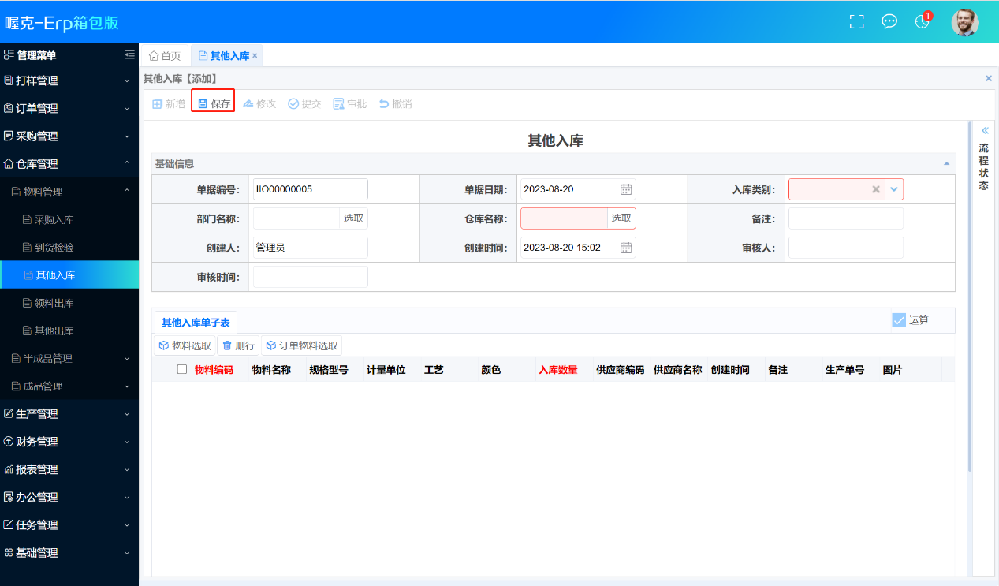 喔克-Erp箱包版
1
管理菜单
打样管理
订单管理
采购管理
仓库管理
物料管理
采购入库
到货检验
其他入库
领料出库
其他出库
半成品管理
成品管理
生产管理
财务管理
报表管理
办公管理
任务管理
基础管理
首页 其他入库 ×
其他入库【添加】 ×
新增 保存 修改 提交 审批 撤销
其他入库
基础信息
单据编号: IIO00000005 单据日期: 2023-08-20 入库类别:
部门名称: 选取 仓库名称: 选取 备注:
创建人: 管理员 创建时间: 2023-08-20 15:02 审核人:
审核时间:
其他入库单子表 运算
物料选取 删行 订单物料选取
物料编码 物料名称 规格型号 计量单位 工艺 颜色 入库数量 供应商编码 供应商名称 创建时间 备注 生产单号 图片
流程状态